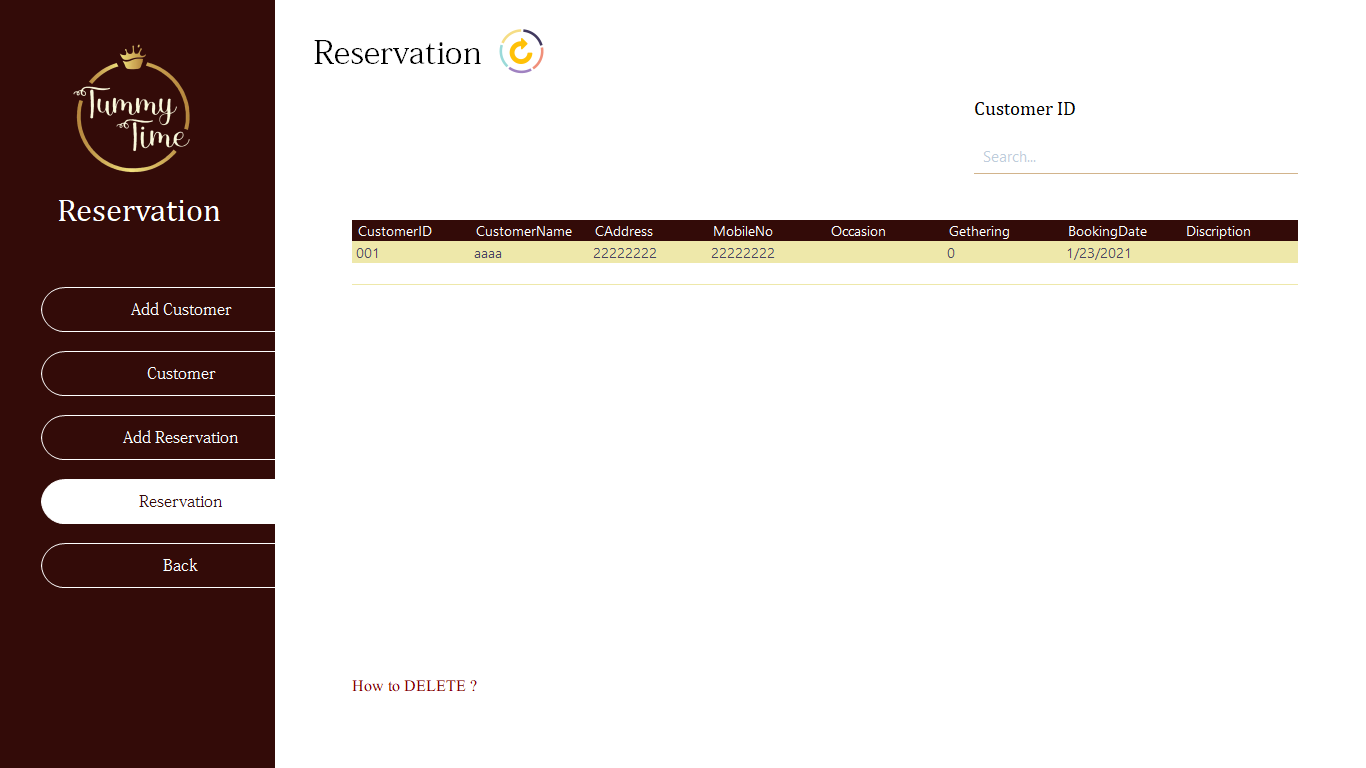 Tummy
Time
Reservation
Add Customer
Customer
Add Reservation
Reservation
Back
Reservation
Customer ID
Search...
CustomerID CustomerName CAddress MobileNo Occasion Gethering BookingDate Discription
001 aaaa 22222222 22222222 0 1/23/2021
How to DELETE ?